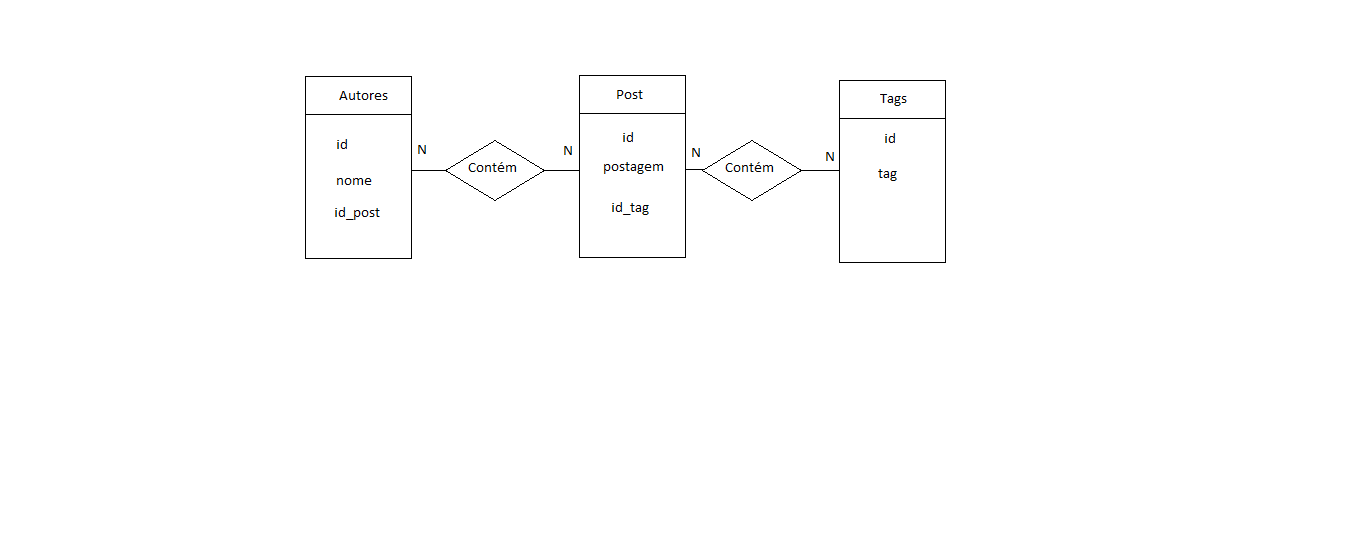 Autores
id
nome
id_post
N
Contém
N
Post
id
postagem
id_tag
N
Contém
N
Tags
id
tag